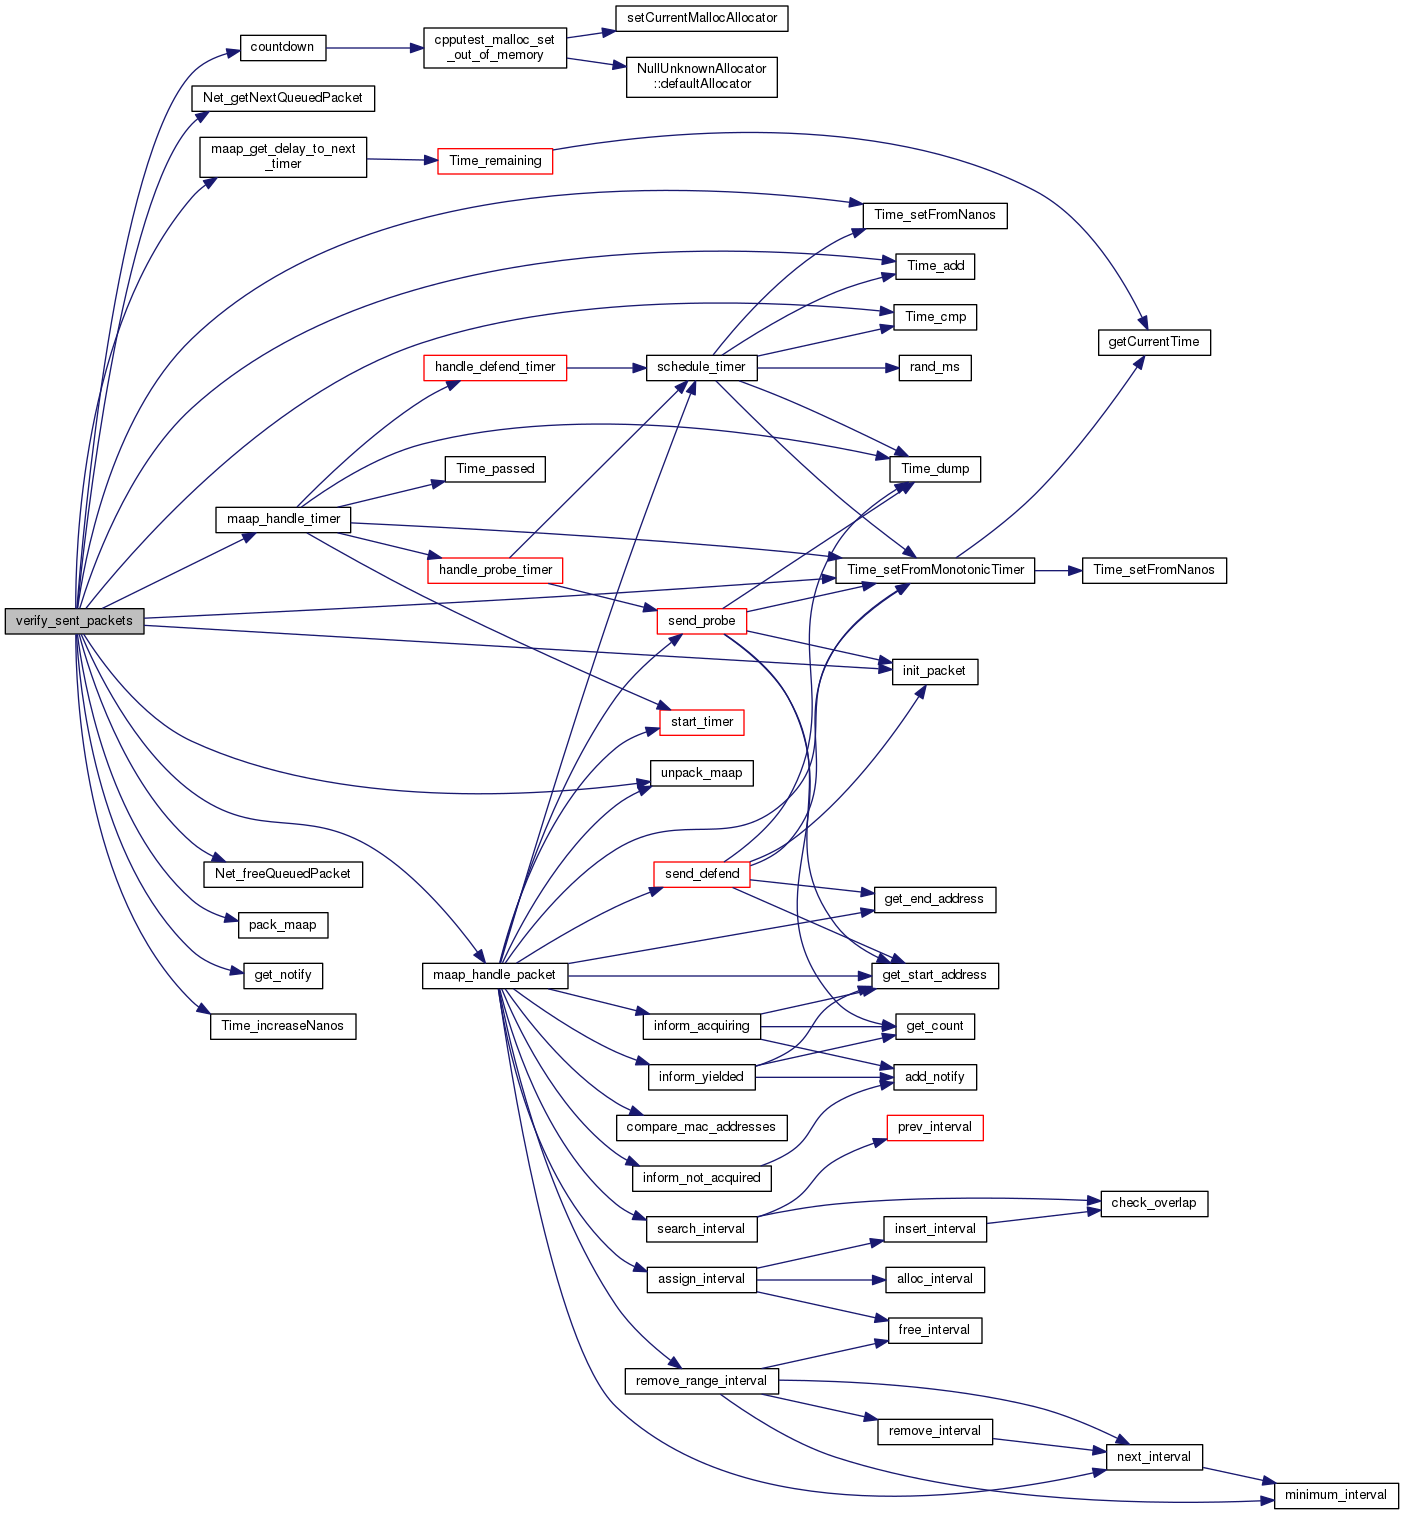 setCurrentMallocAllocator
countdown
cpputest_malloc_set
_out_of_memory
NullUnknownAllocator
::defaultAllocator
Net_getNextQueuedPacket
maap_get_delay_to_next
_timer
Time_remaining
Time_setFromNanos
Time_add
Time_cmp
getCurrentTime
handle_defend_timer
schedule_timer
rand_ms
Time_passed
Time_dump
maap_handle_timer
handle_probe_timer
Time_setFromMonotonicTimer
Time_setFromNanos
verify_sent_packets
send_probe
init_packet
start_timer
unpack_maap
Net_freeQueuedPacket
send_defend
get_end_address
pack_maap
get_notify
maap_handle_packet
get_start_address
Time_increaseNanos
inform_acquiring
get_count
inform_yielded
add_notify
compare_mac_addresses
prev_interval
inform_not_acquired
check_overlap
search_interval
insert_interval
assign_interval
alloc_interval
free_interval
remove_range_interval
remove_interval
next_interval
minimum_interval